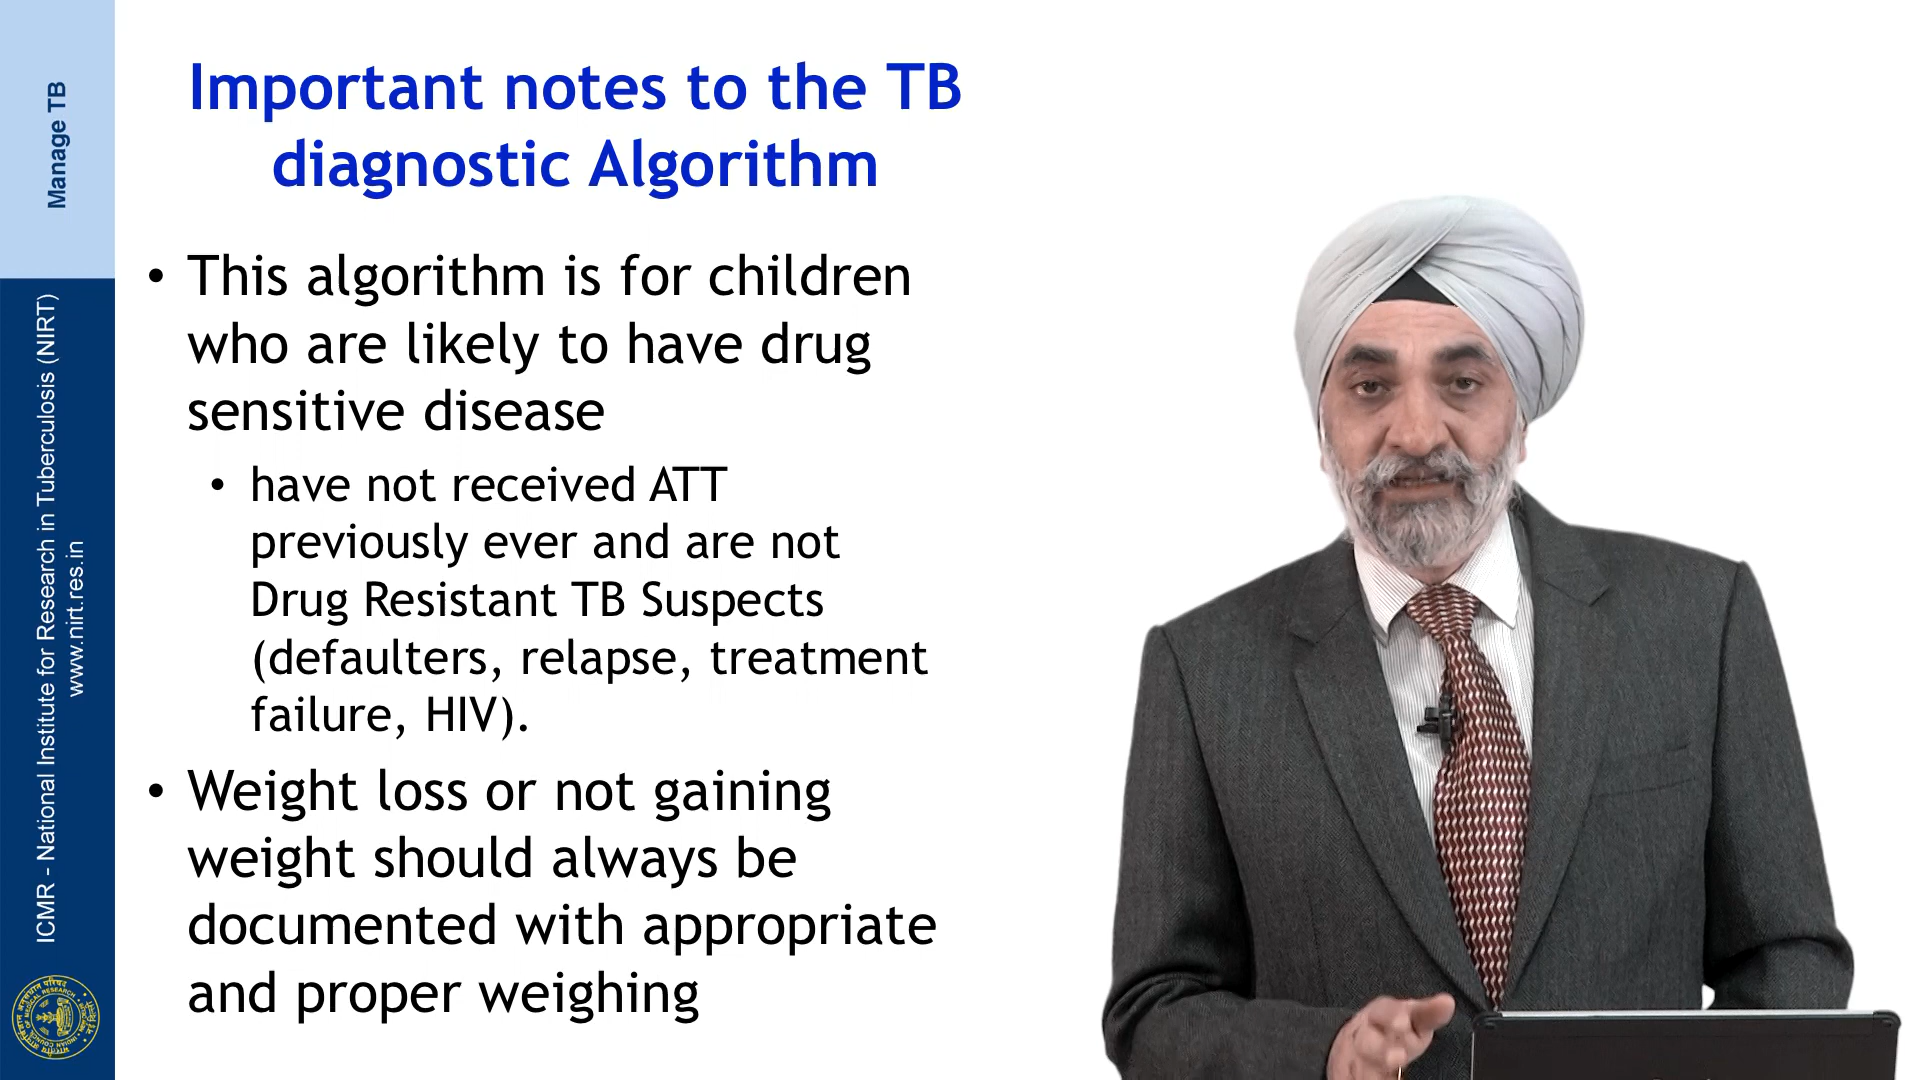 Manage TB
ICMR - National Institute for Research in Tuberculosis (NIRT)
www.nirt.res.in
Important notes to the TB
diagnostic Algorithm
• This algorithm is for children
who are likely to have drug
sensitive disease
• have not received ATT
previously ever and are not
Drug Resistant TB Suspects
(defaulters, relapse, treatment
failure, HIV).
• Weight loss or not gaining
weight should always be
documented with appropriate
and proper weighing